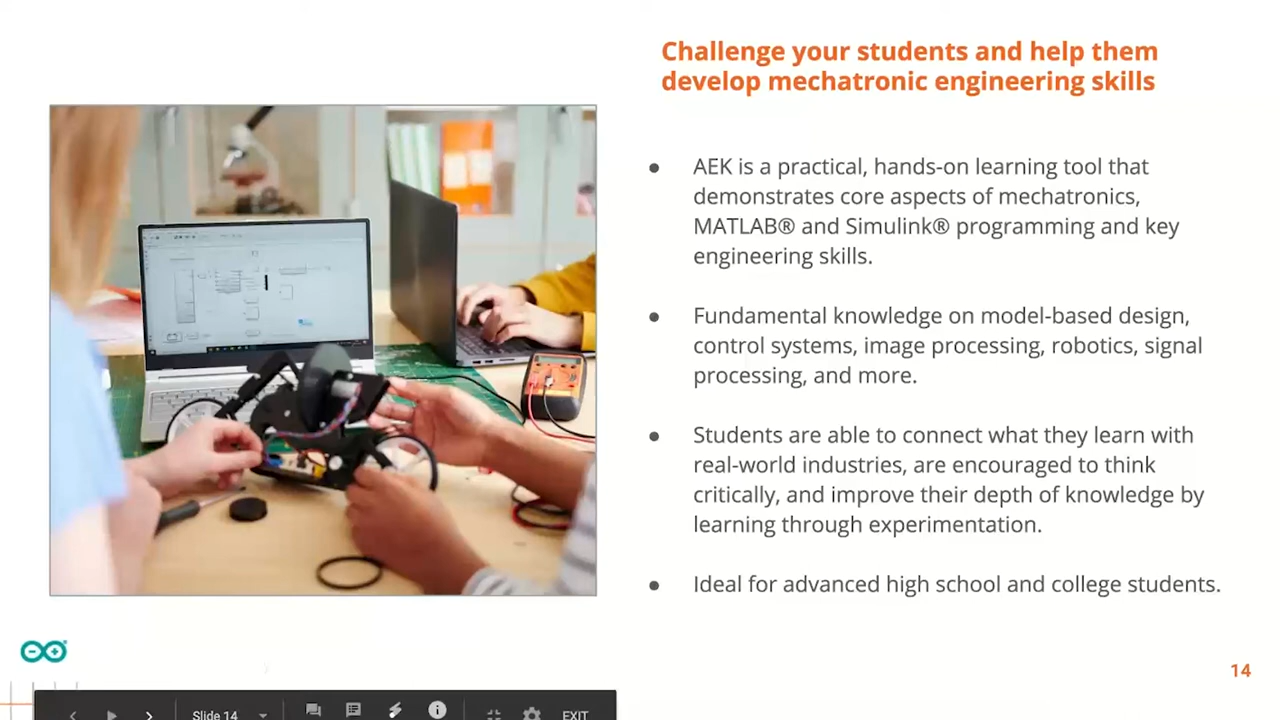 Challenge your students and help them
develop mechatronic engineering skills
● AEK is a practical, hands-on learning tool that
demonstrates core aspects of mechatronics,
MATLAB® and Simulink® programming and key
engineering skills.
● Fundamental knowledge on model-based design,
control systems, image processing, robotics, signal
processing, and more.
● Students are able to connect what they learn with
real-world industries, are encouraged to think
critically, and improve their depth of knowledge by
learning through experimentation.
● Ideal for advanced high school and college students.
14
Slide 14
EXIT